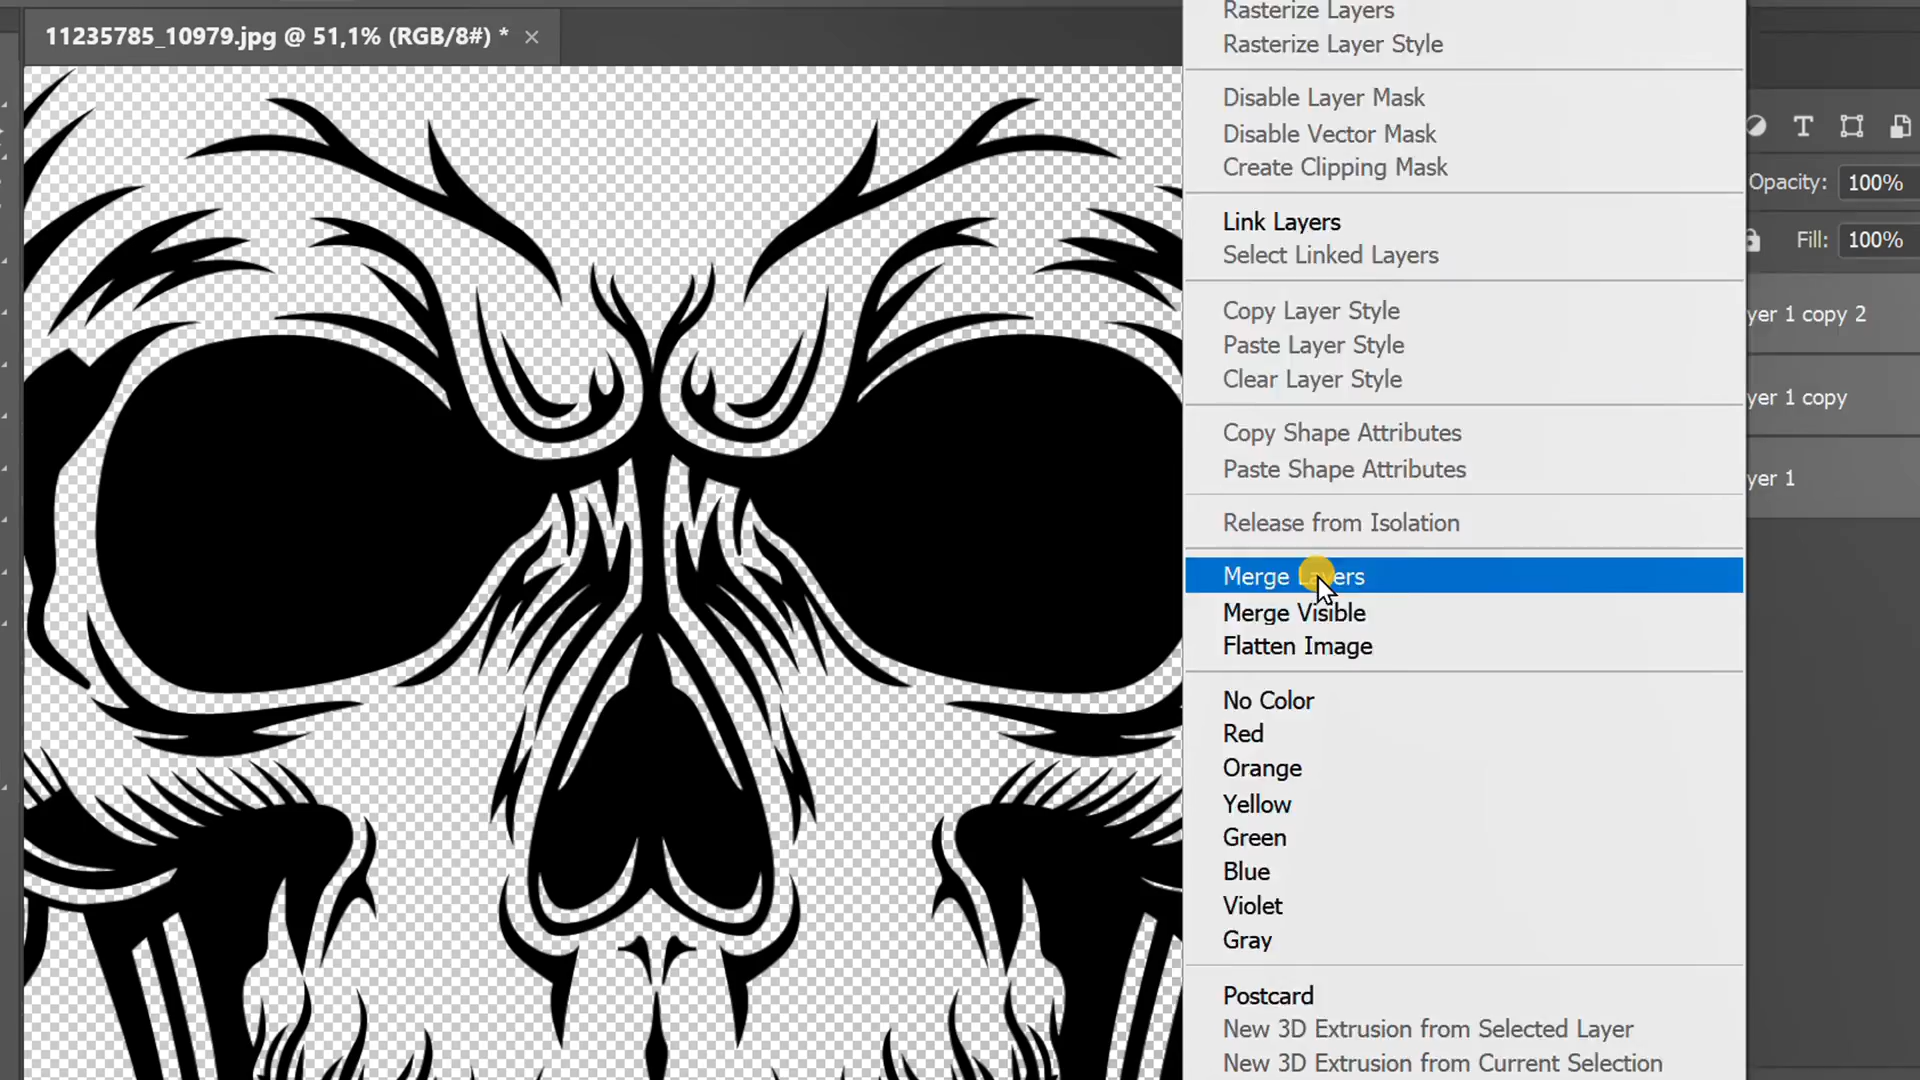 11235785_10979.jpg @ 51,1% (RGB/8#) *
Rasterize Layers
Rasterize Layer Style
Disable Layer Mask
Disable Vector Mask
Create Clipping Mask
Link Layers
Select Linked Layers
Copy Layer Style
Paste Layer Style
Clear Layer Style
Copy Shape Attributes
Paste Shape Attributes
Release from Isolation
Merge Layers
Merge Visible
Flatten Image
No Color
Red
Orange
Yellow
Green
Blue
Violet
Gray
Postcard
New 3D Extrusion from Selected Layer
New 3D Extrusion from Current Selection
T
Opacity: 100%
Fill: 100%
yer 1 copy 2
yer 1 copy
yer 1